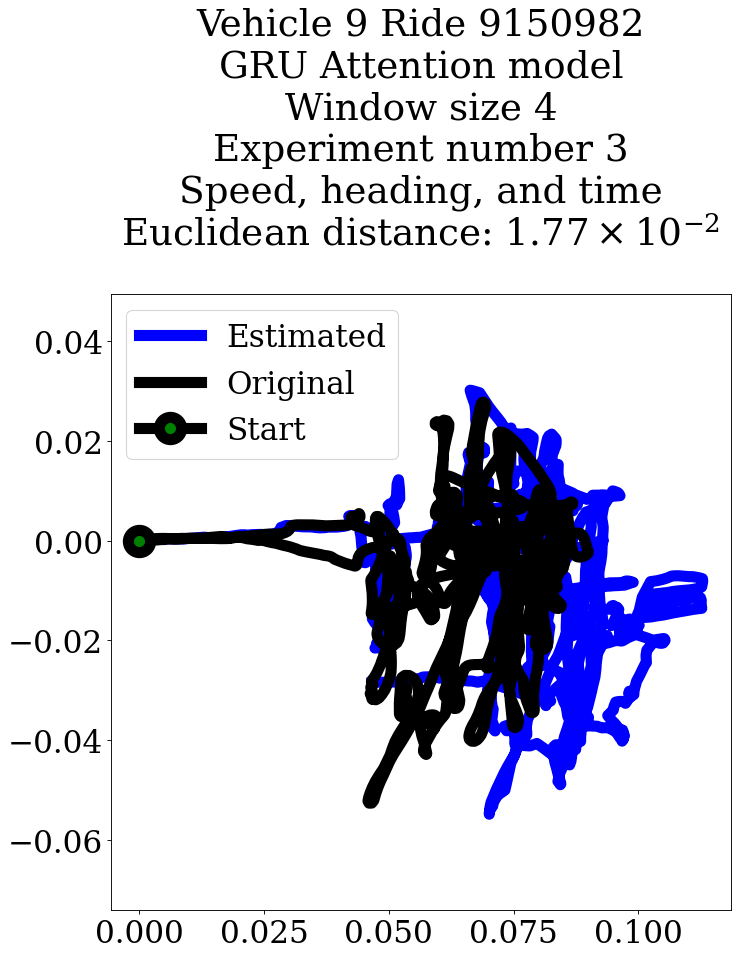 Vehicle 9 Ride 9150982
GRU Attention model
Window size 4
Experiment number 3
Speed, heading, and time
Euclidean distance: 1.77 × 10⁻²
Estimated
Original
Start
0.04
0.02
0.00
−0.02
−0.04
−0.06
0.000 0.025 0.050 0.075 0.100